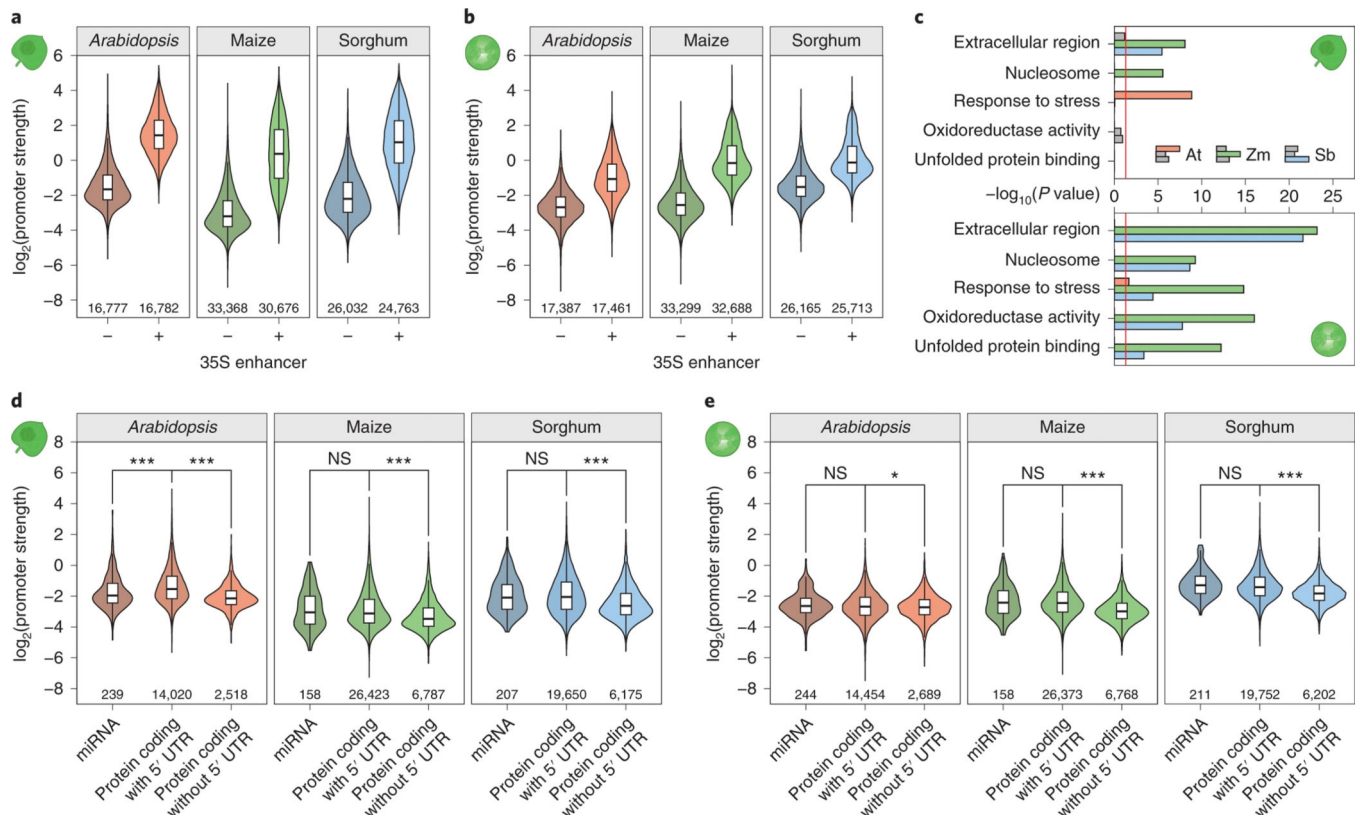 a
Arabidopsis Maize Sorghum
log2(promoter strength)
6
4
2
0
−2
−4
−6
−8
16,777 16,782 33,368 30,676 26,032 24,763
− + − + − +
35S enhancer
b
Arabidopsis Maize Sorghum
log2(promoter strength)
6
4
2
0
−2
−4
−6
−8
17,387 17,461 33,299 32,688 26,165 25,713
− + − + − +
35S enhancer
c
Extracellular region
Nucleosome
Response to stress
Oxidoreductase activity
Unfolded protein binding
At Zm Sb
−log10(P value)
0 5 10 15 20 25
Extracellular region
Nucleosome
Response to stress
Oxidoreductase activity
Unfolded protein binding
d
Arabidopsis Maize Sorghum
log2(promoter strength)
8
6
4
2
0
−2
−4
−6
−8
*** *** NS *** NS ***
239 14,020 2,518 158 26,423 6,787 207 19,650 6,175
miRNA
Protein coding
with 5′ UTR
Protein coding
without 5′ UTR
miRNA
Protein coding
with 5′ UTR
Protein coding
without 5′ UTR
miRNA
Protein coding
with 5′ UTR
Protein coding
without 5′ UTR
e
Arabidopsis Maize Sorghum
log2(promoter strength)
8
6
4
2
0
−2
−4
−6
−8
NS * NS *** NS ***
244 14,454 2,689 158 26,373 6,768 211 19,752 6,202
miRNA
Protein coding
with 5′ UTR
Protein coding
without 5′ UTR
miRNA
Protein coding
with 5′ UTR
Protein coding
without 5′ UTR
miRNA
Protein coding
with 5′ UTR
Protein coding
without 5′ UTR